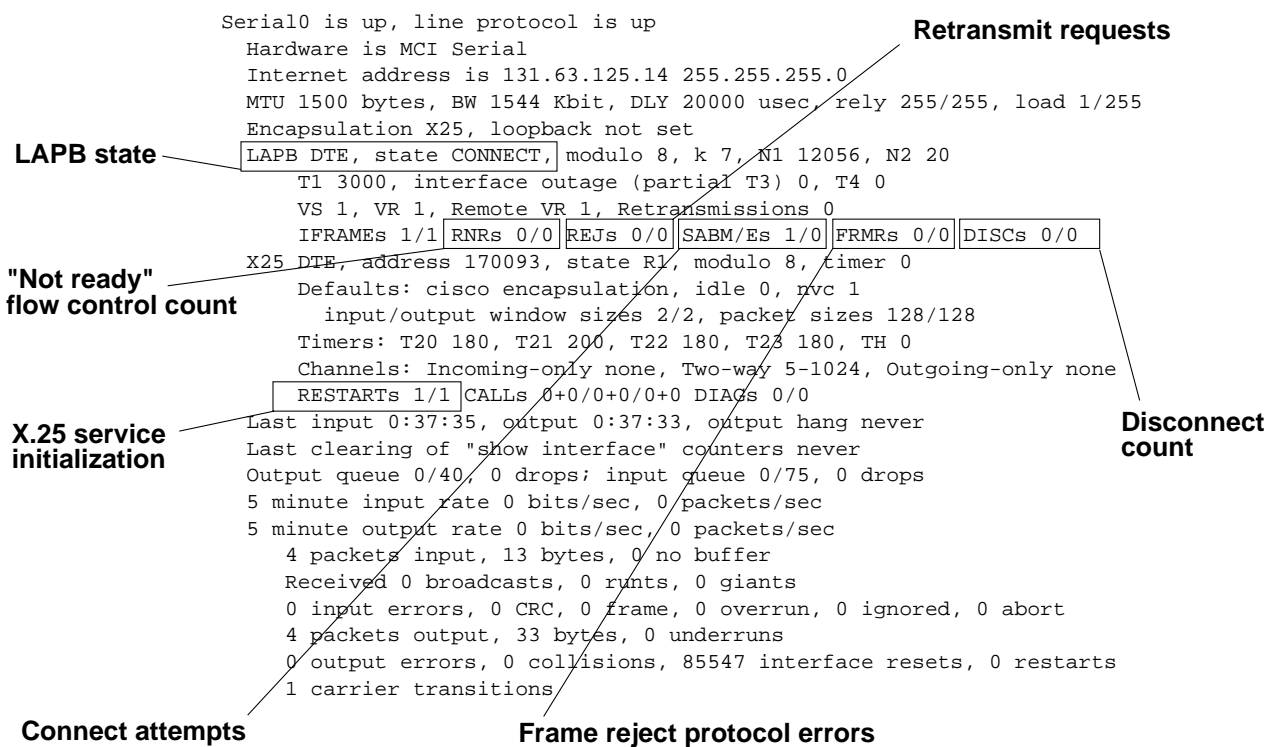 Serial0 is up, line protocol is up
Retransmit requests
Hardware is MCI Serial
Internet address is 131.63.125.14 255.255.255.0
MTU 1500 bytes, BW 1544 Kbit, DLY 20000 usec, rely 255/255, load 1/255
Encapsulation X25, loopback not set
LAPB state
LAPB DTE, state CONNECT, modulo 8, k 7, N1 12056, N2 20
T1 3000, interface outage (partial T3) 0, T4 0
VS 1, VR 1, Remote VR 1, Retransmissions 0
IFRAMEs 1/1 RNRs 0/0 REJs 0/0 SABM/Es 1/0 FRMRs 0/0 DISCs 0/0
"Not ready"
flow control count
X25 DTE, address 170093, state R1, modulo 8, timer 0
Defaults: cisco encapsulation, idle 0, nvc 1
input/output window sizes 2/2, packet sizes 128/128
Timers: T20 180, T21 200, T22 180, T23 180, TH 0
Channels: Incoming-only none, Two-way 5-1024, Outgoing-only none
RESTARTs 1/1 CALLs 0+0/0+0/0+0 DIAGs 0/0
X.25 service
initialization
Disconnect
count
Last input 0:37:35, output 0:37:33, output hang never
Last clearing of "show interface" counters never
Output queue 0/40, 0 drops; input queue 0/75, 0 drops
5 minute input rate 0 bits/sec, 0 packets/sec
5 minute output rate 0 bits/sec, 0 packets/sec
4 packets input, 13 bytes, 0 no buffer
Received 0 broadcasts, 0 runts, 0 giants
0 input errors, 0 CRC, 0 frame, 0 overrun, 0 ignored, 0 abort
4 packets output, 33 bytes, 0 underruns
0 output errors, 0 collisions, 85547 interface resets, 0 restarts
1 carrier transitions
Connect attempts
Frame reject protocol errors